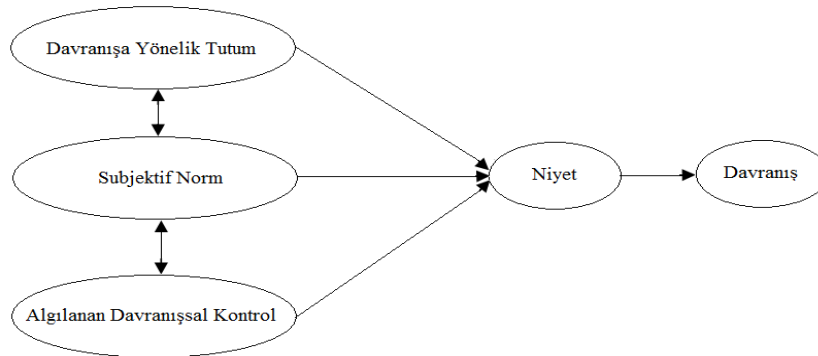 Davranışa Yönelik Tutum
Subjektif Norm
Niyet
Davranış
Algılanan Davranışsal Kontrol